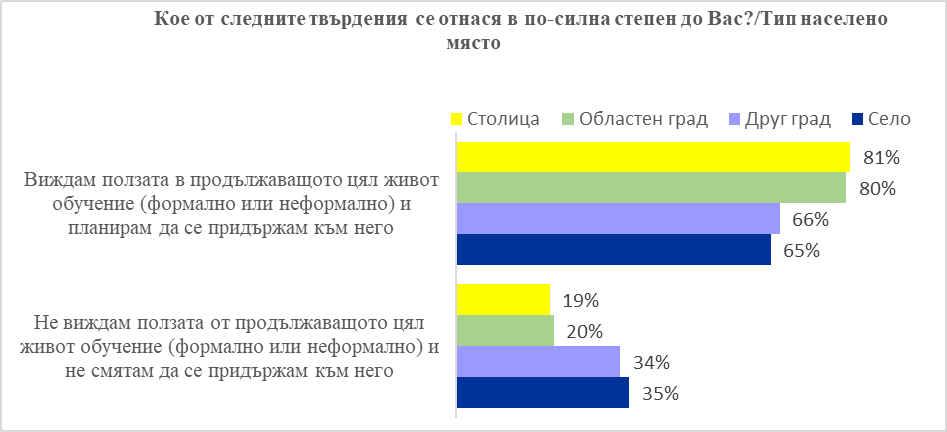 Кое от следните твърдения се отнася в по-силна степен до Вас?/Тип населено
място
Столица Областен град Друг град Село
Виждам ползата в продължаващото цял живот
обучение (формално или неформално) и
планирам да се придържам към него
81%
80%
66%
65%
Не виждам ползата от продължаващото цял
живот обучение (формално или неформално) и
не смятам да се придържам към него
19%
20%
34%
35%